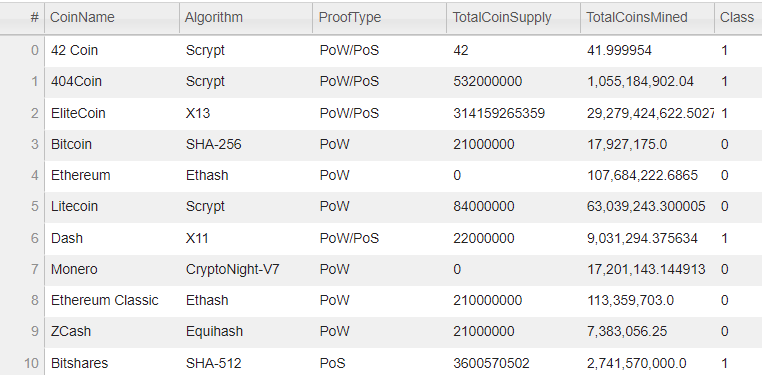 # CoinName Algorithm ProofType TotalCoinSupply TotalCoinsMined Class
0 42 Coin Scrypt PoW/PoS 42 41.999954 1
1 404Coin Scrypt PoW/PoS 532000000 1,055,184,902.04 1
2 EliteCoin X13 PoW/PoS 314159265359 29,279,424,622.5027 1
3 Bitcoin SHA-256 PoW 21000000 17,927,175.0 0
4 Ethereum Ethash PoW 0 107,684,222.6865 0
5 Litecoin Scrypt PoW 84000000 63,039,243.300005 0
6 Dash X11 PoW/PoS 22000000 9,031,294.375634 1
7 Monero CryptoNight-V7 PoW 0 17,201,143.144913 0
8 Ethereum Classic Ethash PoW 210000000 113,359,703.0 0
9 ZCash Equihash PoW 21000000 7,383,056.25 0
10 Bitshares SHA-512 PoS 3600570502 2,741,570,000.0 1